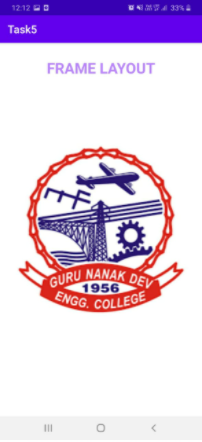 12:12
33%
Task5
FRAME LAYOUT
GURU NANAK DEV
1956
ENGG. COLLEGE